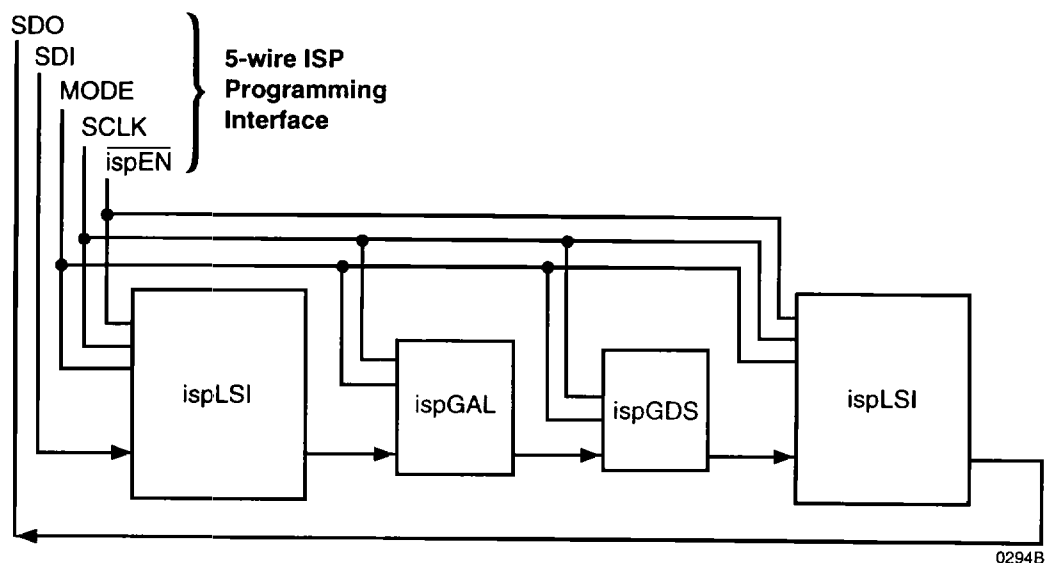 SDO
SDI
MODE
SCLK
ispEN
5-wire ISP
Programming
Interface
ispLSI
ispGAL
ispGDS
ispLSI
0294B